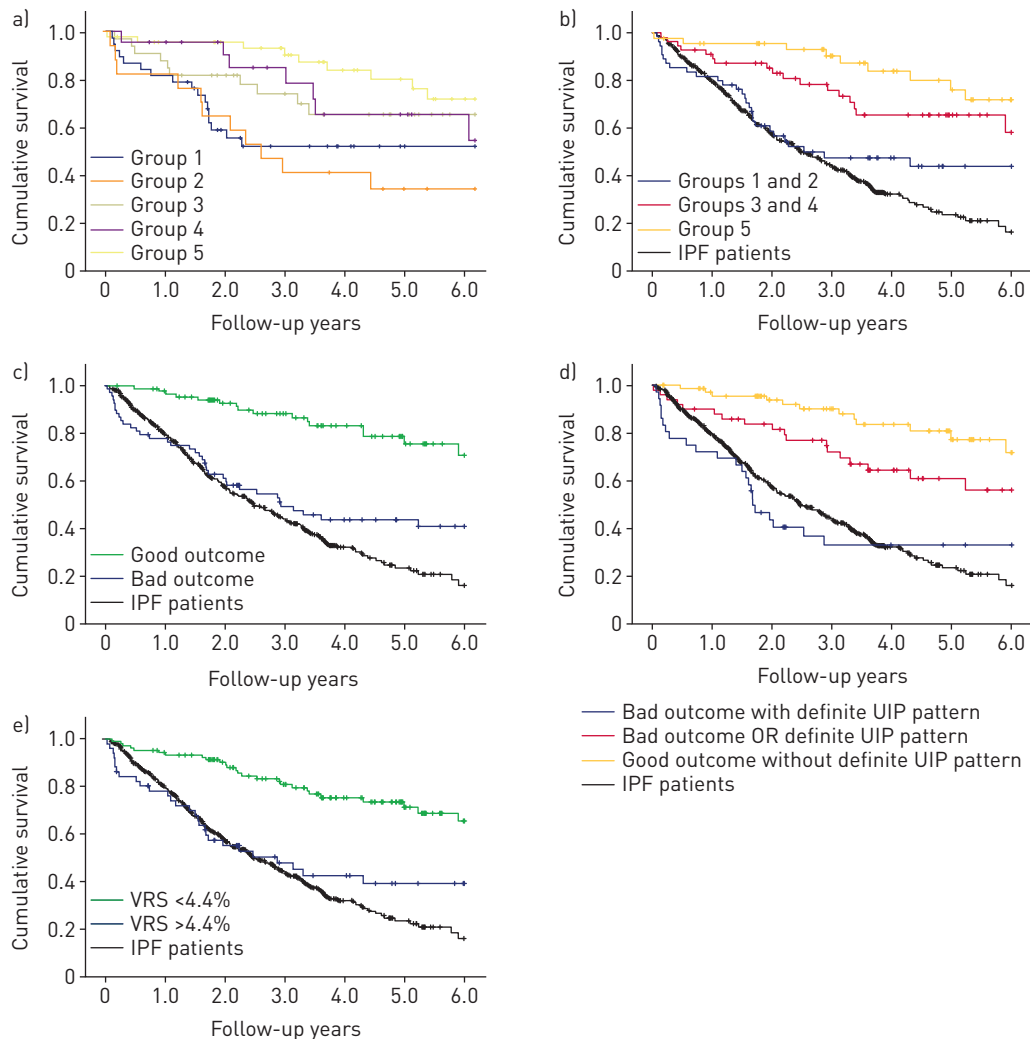 a)
1.0
0.8
0.6
0.4
0.2
0
Cumulative survival
Group 1
Group 2
Group 3
Group 4
Group 5
0 1.0 2.0 3.0 4.0 5.0 6.0
Follow-up years
b)
1.0
0.8
0.6
0.4
0.2
0
Cumulative survival
Groups 1 and 2
Groups 3 and 4
Group 5
IPF patients
0 1.0 2.0 3.0 4.0 5.0 6.0
Follow-up years
c)
1.0
0.8
0.6
0.4
0.2
0
Cumulative survival
Good outcome
Bad outcome
IPF patients
0 1.0 2.0 3.0 4.0 5.0 6.0
Follow-up years
d)
1.0
0.8
0.6
0.4
0.2
0
Cumulative survival
0 1.0 2.0 3.0 4.0 5.0 6.0
Follow-up years
Bad outcome with definite UIP pattern
Bad outcome OR definite UIP pattern
Good outcome without definite UIP pattern
IPF patients
e)
1.0
0.8
0.6
0.4
0.2
0
Cumulative survival
VRS <4.4%
VRS >4.4%
IPF patients
0 1.0 2.0 3.0 4.0 5.0 6.0
Follow-up years